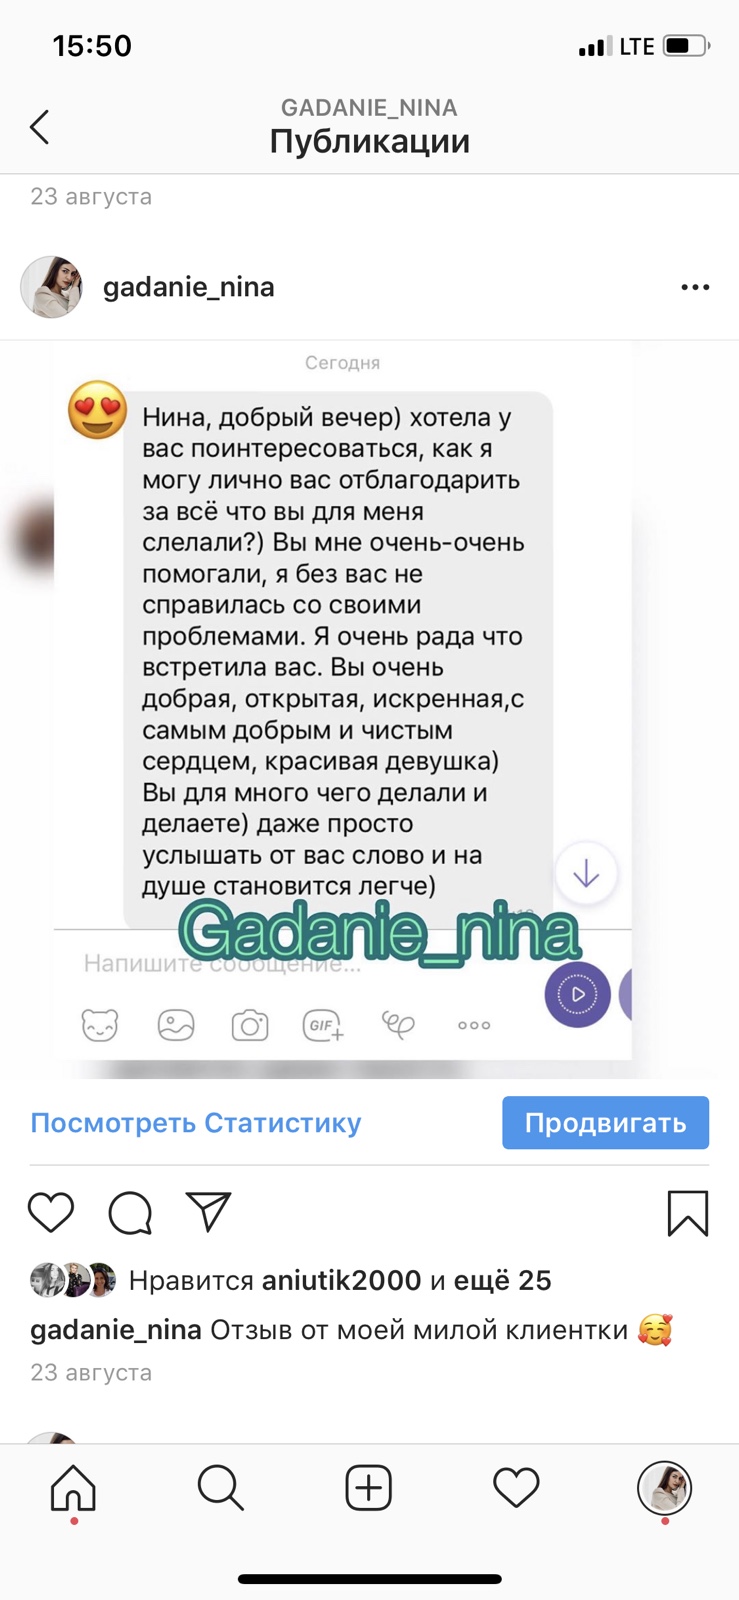 15:50
LTE
GADANIE_NINA
Публикации
23 августа
gadanie_nina
Сегодня
Нина, добрый вечер) хотела у
вас поинтересоваться, как я
могу лично вас отблагодарить
за всё что вы для меня
слелали?) Вы мне очень-очень
помогали, я без вас не
справилась со своими
проблемами. Я очень рада что
встретила вас. Вы очень
добрая, открытая, искренная,с
самым добрым и чистым
сердцем, красивая девушка)
Вы для много чего делали и
делаете) даже просто
услышать от вас слово и на
душе становится легче)
Gadanie_nina
Напишите сообщение...
GIF
Посмотреть Статистику
Продвигать
Нравится aniutik2000 и ещё 25
gadanie_nina Отзыв от моей милой клиентки 🥰
23 августа